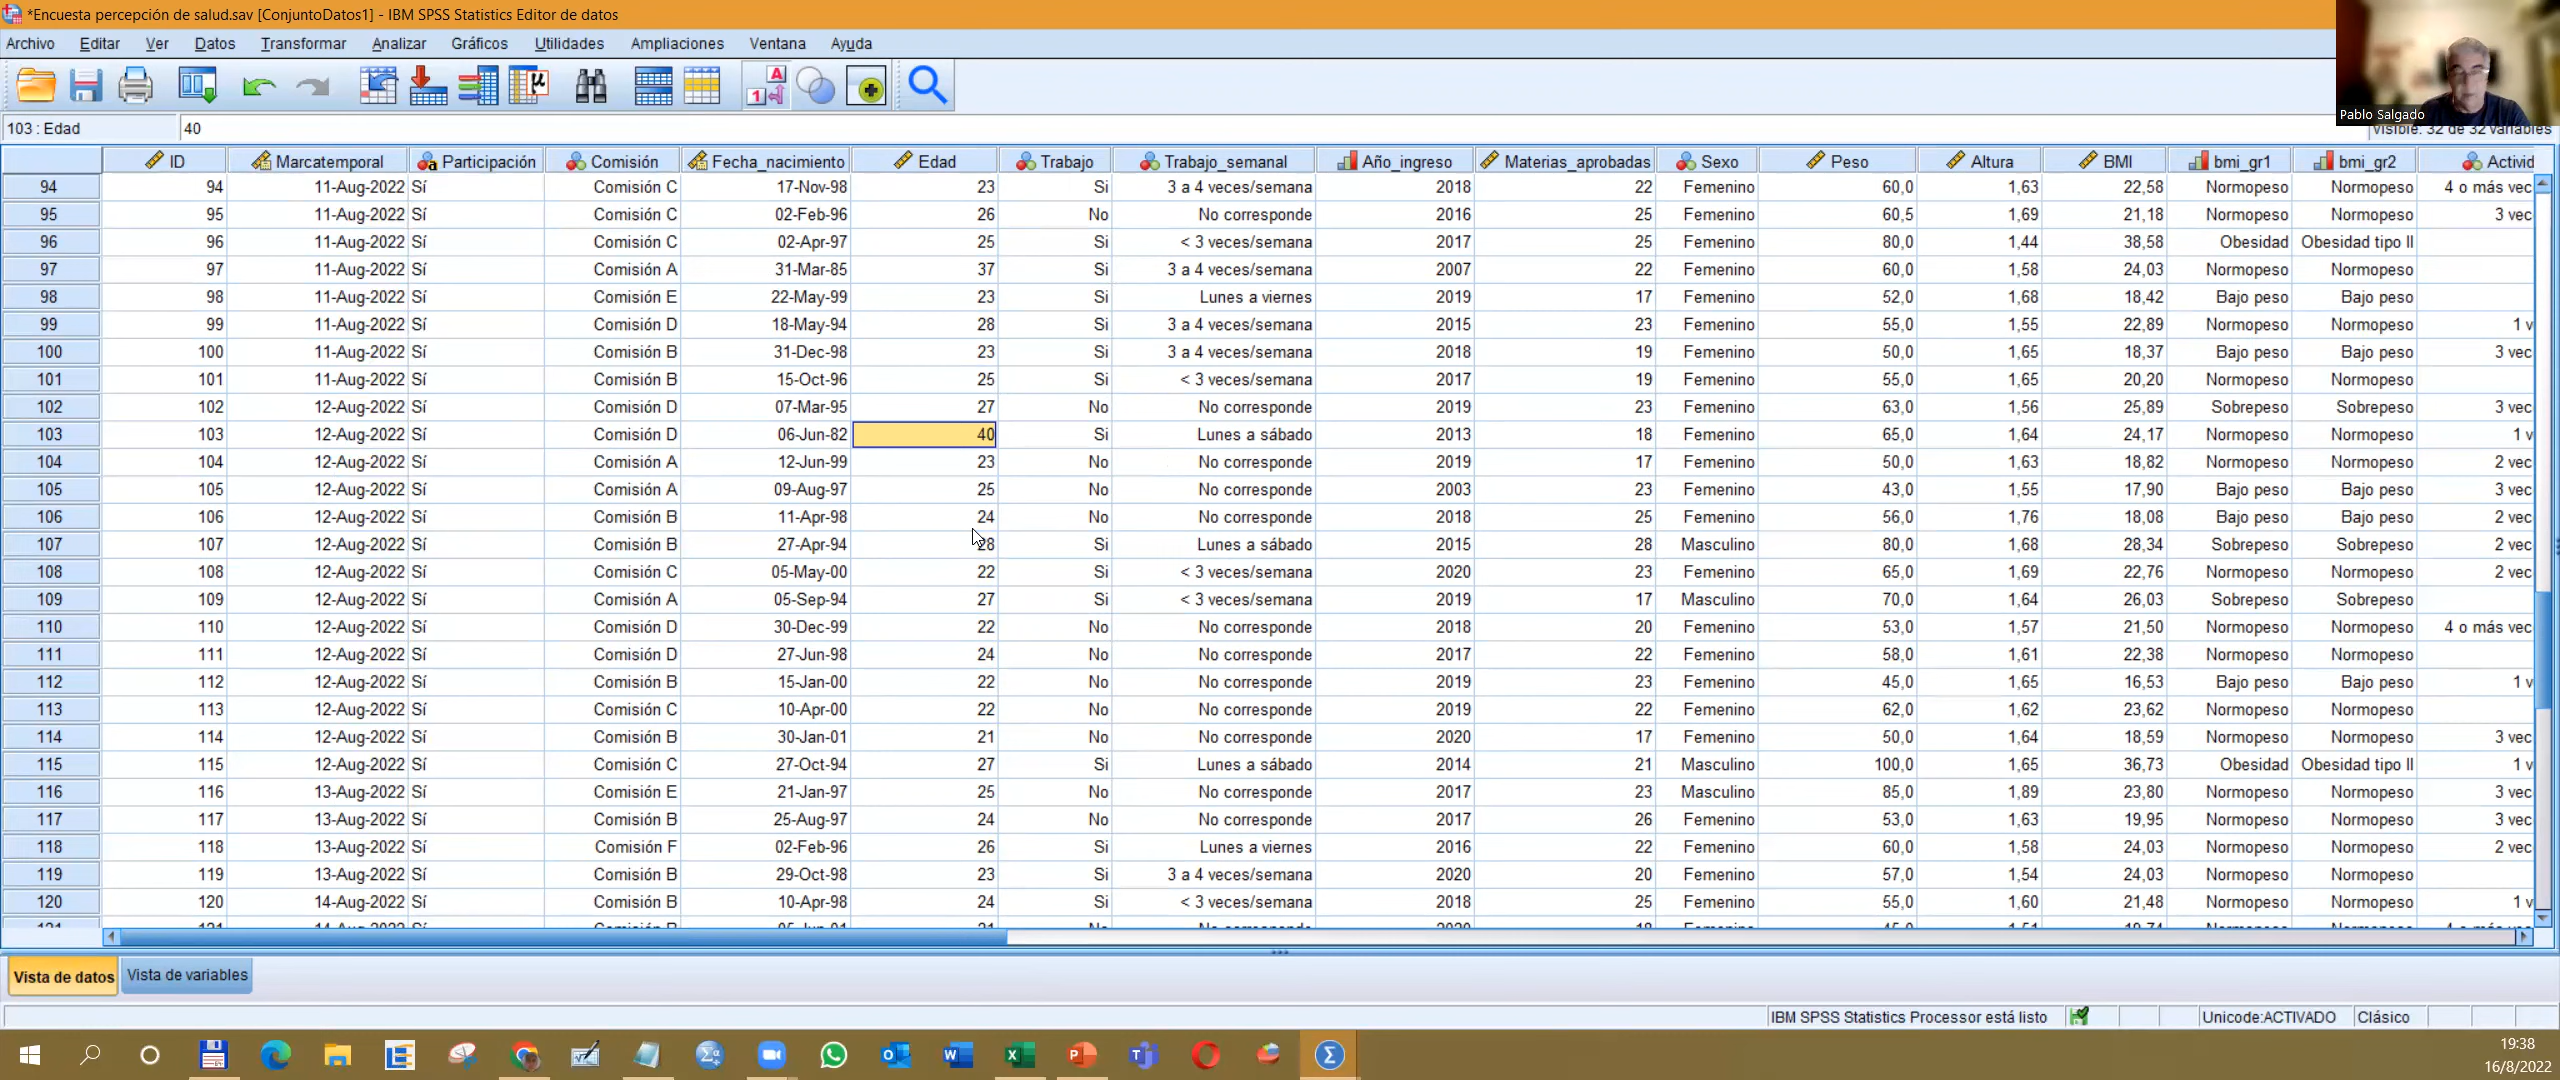 *Encuesta percepción de salud.sav [ConjuntoDatos1] - IBM SPSS Statistics Editor de datos
Archivo Editar Ver Datos Transformar Analizar Gráficos Utilidades Ampliaciones Ventana Ayuda
Pablo Salgado
103 : Edad 40
Visible: 32 de 32 variables
ID Marcatemporal Participación Comisión Fecha_nacimiento Edad Trabajo Trabajo_semanal Año_ingreso Materias_aprobadas Sexo Peso Altura BMI bmi_gr1 bmi_gr2 Activid
94 94 11-Aug-2022 Sí Comisión C 17-Nov-98 23 Si 3 a 4 veces/semana 2018 22 Femenino 60,0 1,63 22,58 Normopeso Normopeso 4 o más vec
95 95 11-Aug-2022 Sí Comisión C 02-Feb-96 26 No No corresponde 2016 25 Femenino 60,5 1,69 21,18 Normopeso Normopeso 3 vec
96 96 11-Aug-2022 Sí Comisión C 02-Apr-97 25 Si < 3 veces/semana 2017 25 Femenino 80,0 1,44 38,58 Obesidad Obesidad tipo II
97 97 11-Aug-2022 Sí Comisión A 31-Mar-85 37 Si 3 a 4 veces/semana 2007 22 Femenino 60,0 1,58 24,03 Normopeso Normopeso
98 98 11-Aug-2022 Sí Comisión E 22-May-99 23 Si Lunes a viernes 2019 17 Femenino 52,0 1,68 18,42 Bajo peso Bajo peso
99 99 11-Aug-2022 Sí Comisión D 18-May-94 28 Si 3 a 4 veces/semana 2015 23 Femenino 55,0 1,55 22,89 Normopeso Normopeso 1 v
100 100 11-Aug-2022 Sí Comisión B 31-Dec-98 23 Si 3 a 4 veces/semana 2018 19 Femenino 50,0 1,65 18,37 Bajo peso Bajo peso 3 vec
101 101 11-Aug-2022 Sí Comisión B 15-Oct-96 25 Si < 3 veces/semana 2017 19 Femenino 55,0 1,65 20,20 Normopeso Normopeso
102 102 12-Aug-2022 Sí Comisión D 07-Mar-95 27 No No corresponde 2019 23 Femenino 63,0 1,56 25,89 Sobrepeso Sobrepeso 3 vec
103 103 12-Aug-2022 Sí Comisión D 06-Jun-82 40 Si Lunes a sábado 2013 18 Femenino 65,0 1,64 24,17 Normopeso Normopeso 1 v
104 104 12-Aug-2022 Sí Comisión A 12-Jun-99 23 No No corresponde 2019 17 Femenino 50,0 1,63 18,82 Normopeso Normopeso 2 vec
105 105 12-Aug-2022 Sí Comisión A 09-Aug-97 25 No No corresponde 2003 23 Femenino 43,0 1,55 17,90 Bajo peso Bajo peso 3 vec
106 106 12-Aug-2022 Sí Comisión B 11-Apr-98 24 No No corresponde 2018 25 Femenino 56,0 1,76 18,08 Bajo peso Bajo peso 2 vec
107 107 12-Aug-2022 Sí Comisión B 27-Apr-94 28 Si Lunes a sábado 2015 28 Masculino 80,0 1,68 28,34 Sobrepeso Sobrepeso 2 vec
108 108 12-Aug-2022 Sí Comisión C 05-May-00 22 Si < 3 veces/semana 2020 23 Femenino 65,0 1,69 22,76 Normopeso Normopeso 2 vec
109 109 12-Aug-2022 Sí Comisión A 05-Sep-94 27 Si < 3 veces/semana 2019 17 Masculino 70,0 1,64 26,03 Sobrepeso Sobrepeso
110 110 12-Aug-2022 Sí Comisión D 30-Dec-99 22 No No corresponde 2018 20 Femenino 53,0 1,57 21,50 Normopeso Normopeso 4 o más vec
111 111 12-Aug-2022 Sí Comisión D 27-Jun-98 24 No No corresponde 2017 22 Femenino 58,0 1,61 22,38 Normopeso Normopeso
112 112 12-Aug-2022 Sí Comisión B 15-Jan-00 22 No No corresponde 2019 23 Femenino 45,0 1,65 16,53 Bajo peso Bajo peso 1 v
113 113 12-Aug-2022 Sí Comisión C 10-Apr-00 22 No No corresponde 2019 22 Femenino 62,0 1,62 23,62 Normopeso Normopeso
114 114 12-Aug-2022 Sí Comisión B 30-Jan-01 21 No No corresponde 2020 17 Femenino 50,0 1,64 18,59 Normopeso Normopeso 3 vec
115 115 12-Aug-2022 Sí Comisión C 27-Oct-94 27 Si Lunes a sábado 2014 21 Masculino 100,0 1,65 36,73 Obesidad Obesidad tipo II 1 v
116 116 13-Aug-2022 Sí Comisión E 21-Jan-97 25 No No corresponde 2017 23 Masculino 85,0 1,89 23,80 Normopeso Normopeso 3 vec
117 117 13-Aug-2022 Sí Comisión B 25-Aug-97 24 No No corresponde 2017 26 Femenino 53,0 1,63 19,95 Normopeso Normopeso 3 vec
118 118 13-Aug-2022 Sí Comisión F 02-Feb-96 26 Si Lunes a viernes 2016 22 Femenino 60,0 1,58 24,03 Normopeso Normopeso 2 vec
119 119 13-Aug-2022 Sí Comisión B 29-Oct-98 23 Si 3 a 4 veces/semana 2020 20 Femenino 57,0 1,54 24,03 Normopeso Normopeso
120 120 14-Aug-2022 Sí Comisión B 10-Apr-98 24 Si < 3 veces/semana 2018 25 Femenino 55,0 1,60 21,48 Normopeso Normopeso 1 v
Vista de datos Vista de variables
IBM SPSS Statistics Processor está listo Unicode:ACTIVADO Clásico
19:38
16/8/2022